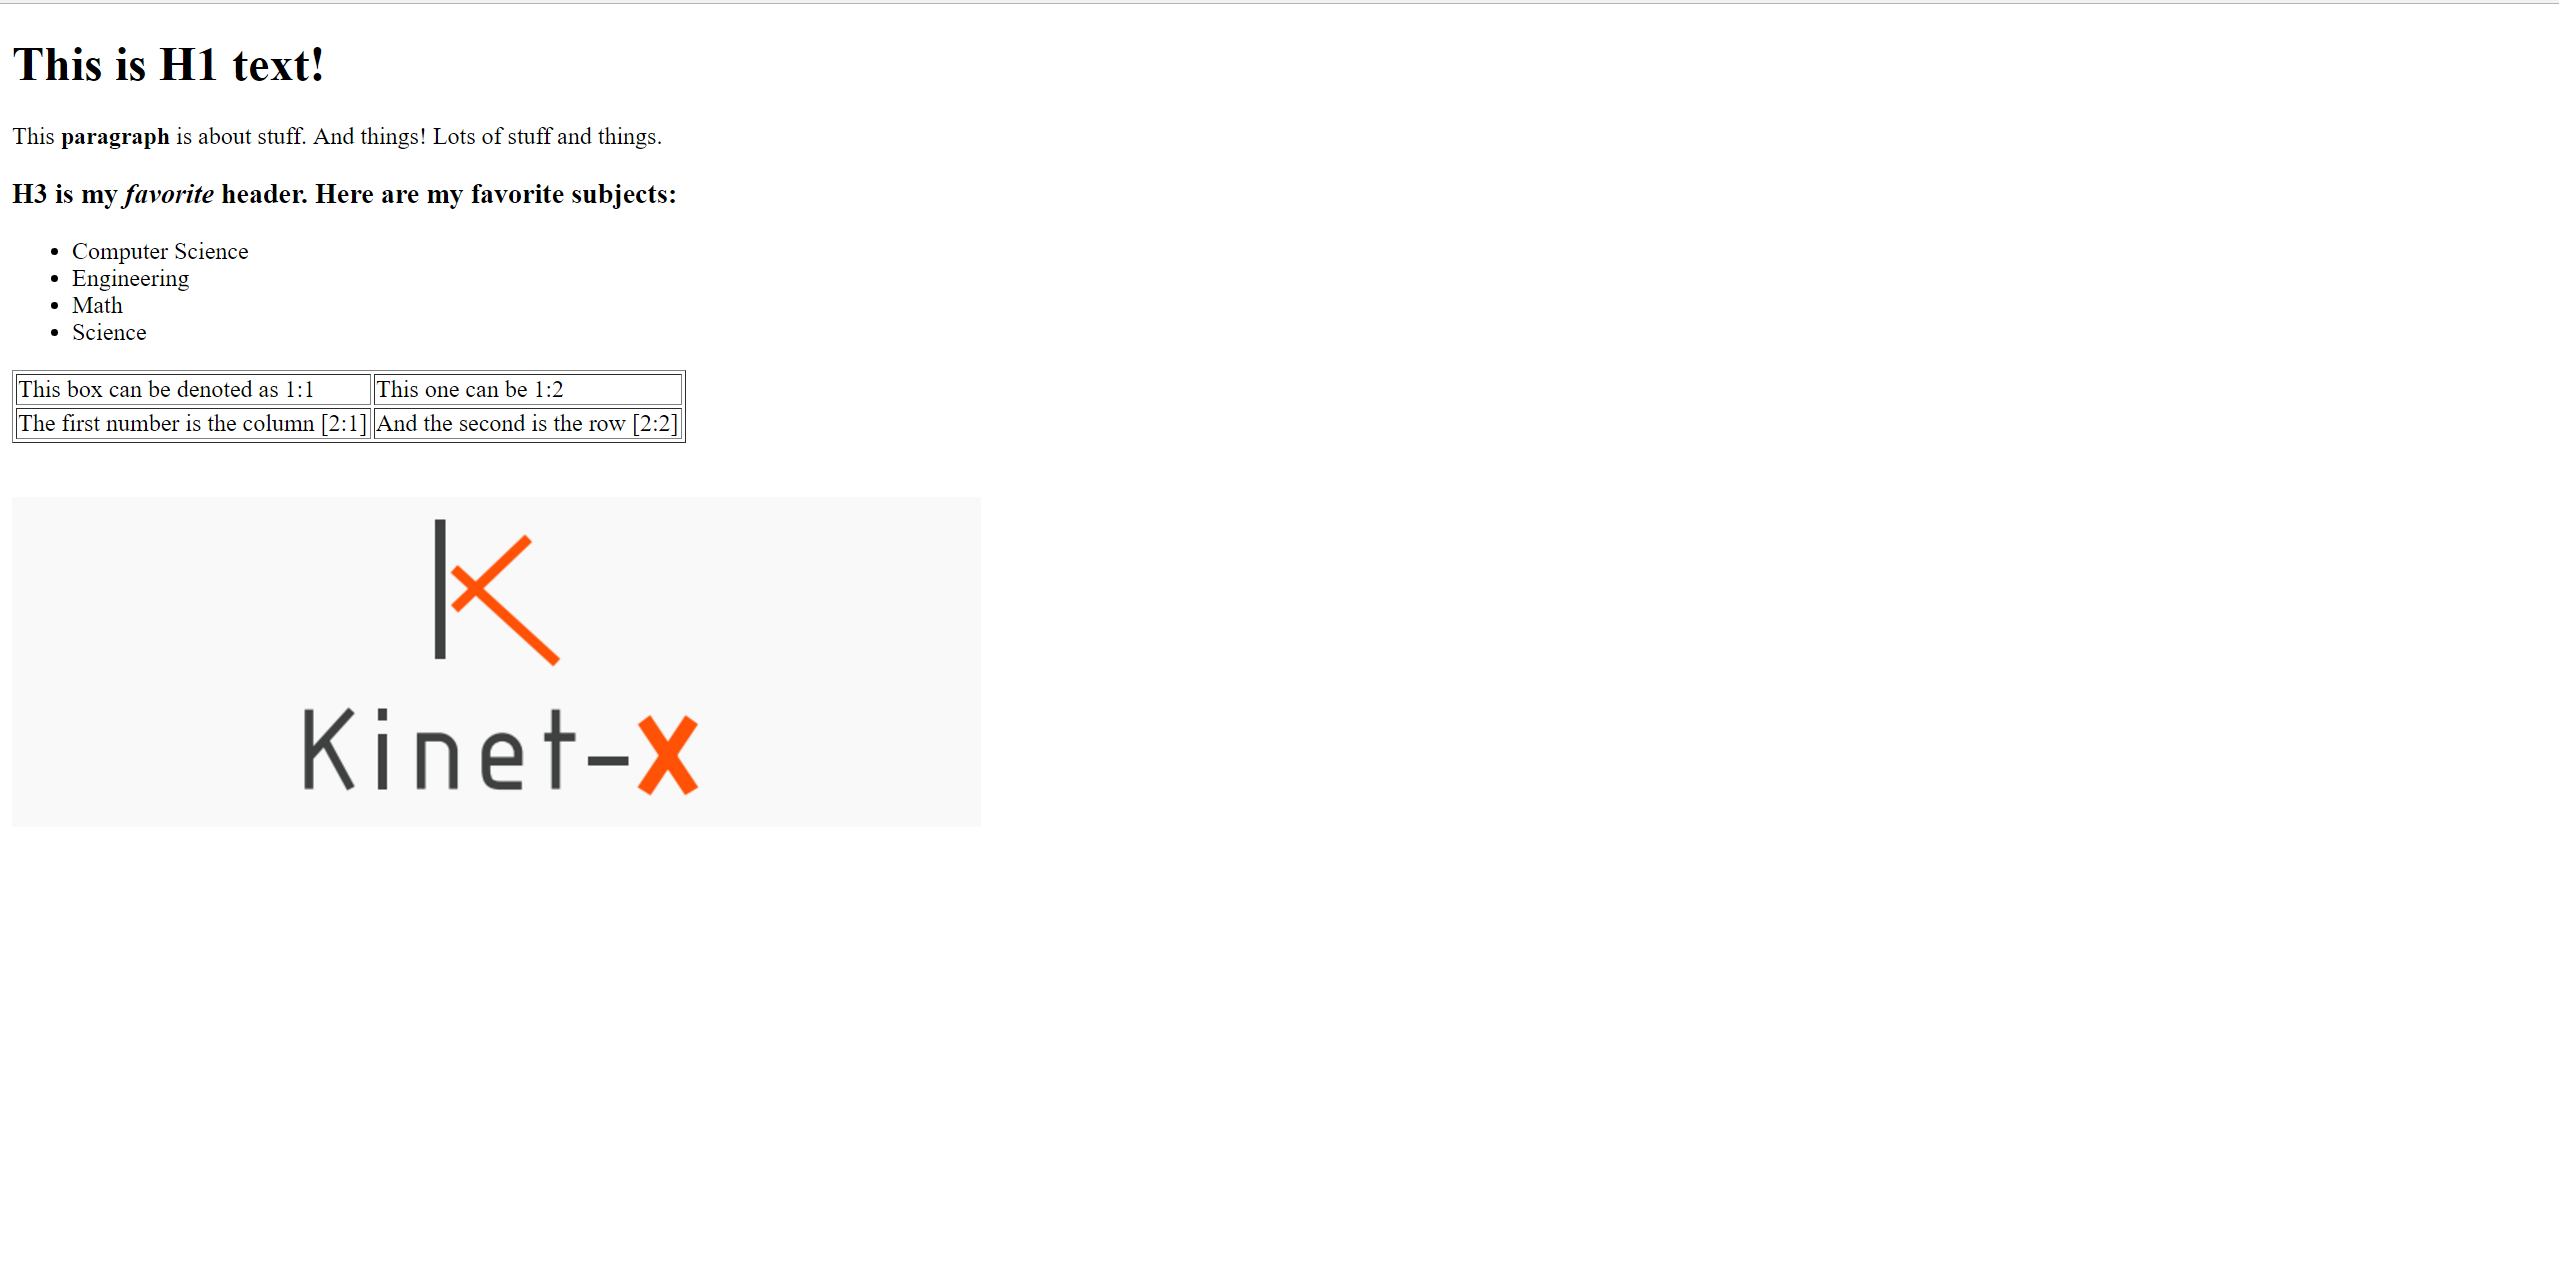 This is H1 text!
This paragraph is about stuff. And things! Lots of stuff and things.
H3 is my favorite header. Here are my favorite subjects:
Computer Science
Engineering
Math
Science
This box can be denoted as 1:1 This one can be 1:2
The first number is the column [2:1] And the second is the row [2:2]
K
Kinet-x